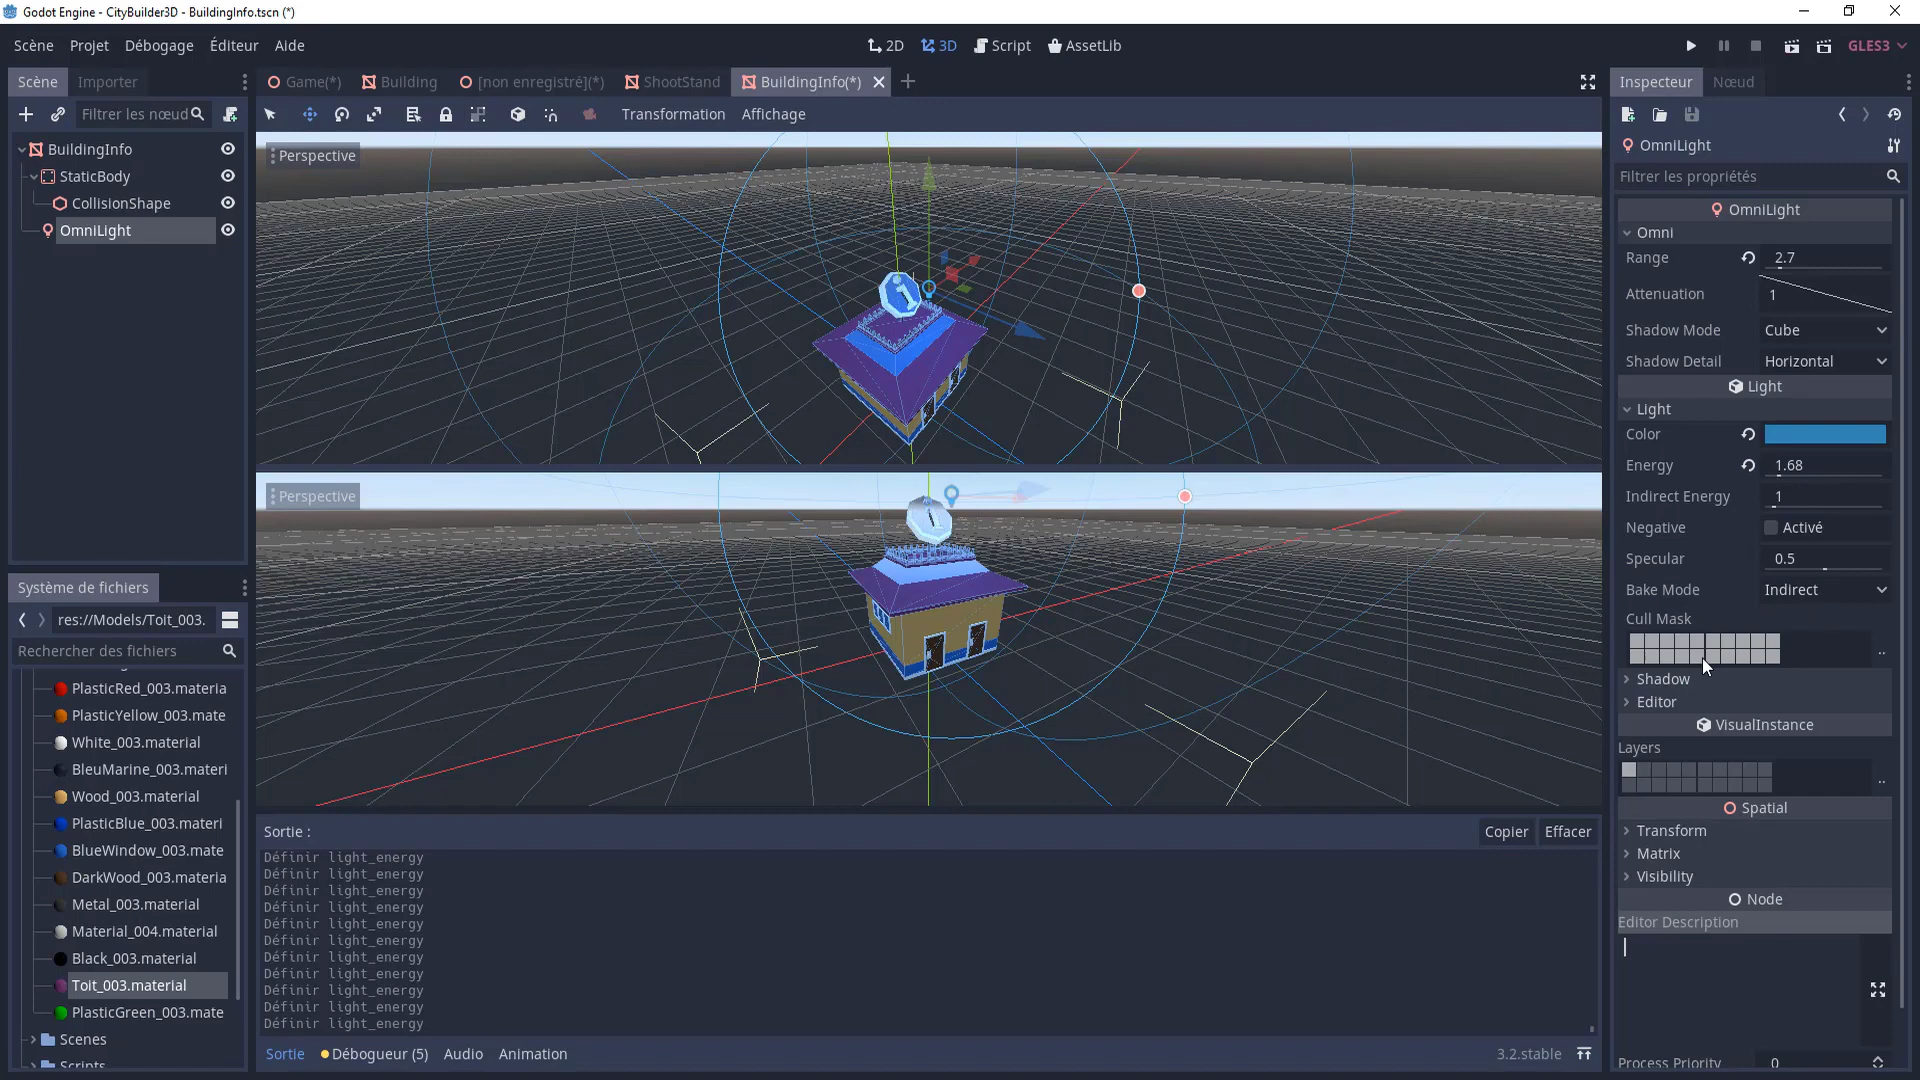 Godot Engine - CityBuilder3D - BuildingInfo.tscn (*)
Scène Projet Débogage Éditeur Aide
2D 3D Script AssetLib
GLES3
Scène Importer
Game(*) Building [non enregistré](*) ShootStand BuildingInfo(*)
Inspecteur Nœud
Filtrer les nœud
Transformation Affichage
BuildingInfo
StaticBody
CollisionShape
OmniLight
Perspective
Perspective
Système de fichiers
res://Models/Toit_003.
Rechercher des fichiers
PlasticRed_003.materia
PlasticYellow_003.mate
White_003.material
BleuMarine_003.materi
Wood_003.material
PlasticBlue_003.materi
BlueWindow_003.mate
DarkWood_003.materia
Metal_003.material
Material_004.material
Black_003.material
Toit_003.material
PlasticGreen_003.mate
Scenes
Scripts
Sortie :
Copier Effacer
Définir light_energy
Définir light_energy
Définir light_energy
Définir light_energy
Définir light_energy
Définir light_energy
Définir light_energy
Définir light_energy
Définir light_energy
Définir light_energy
Définir light_energy
Sortie Débogueur (5) Audio Animation
3.2.stable
OmniLight
Filtrer les propriétés
OmniLight
Omni
Range 2.7
Attenuation 1
Shadow Mode Cube
Shadow Detail Horizontal
Light
Light
Color
Energy 1.68
Indirect Energy 1
Negative Activé
Specular 0.5
Bake Mode Indirect
Cull Mask
..
Shadow
Editor
VisualInstance
Layers
..
Spatial
Transform
Matrix
Visibility
Node
Editor Description
Process Priority 0